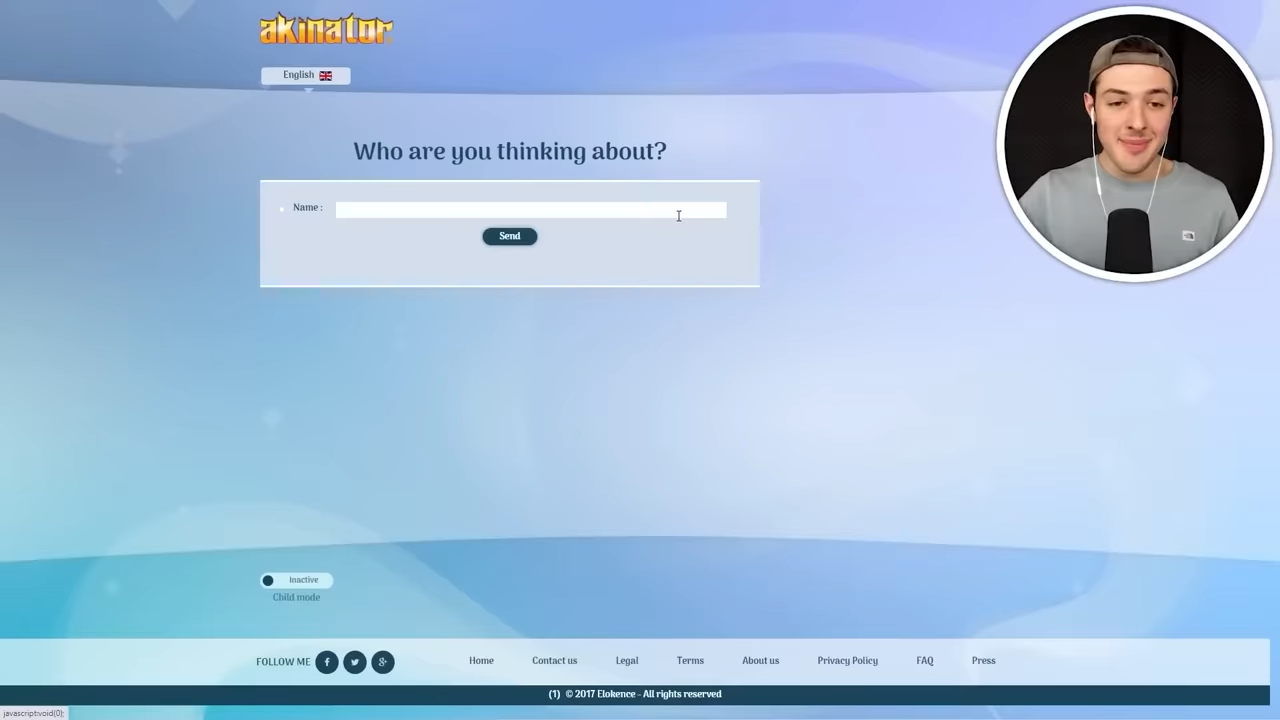 akinator
English
Who are you thinking about?
Name :
Send
Inactive
Child mode
FOLLOW ME f g+ Home Contact us Legal Terms About us Privacy Policy FAQ Press
(1) © 2017 Elokence - All rights reserved
javascript:void(0);